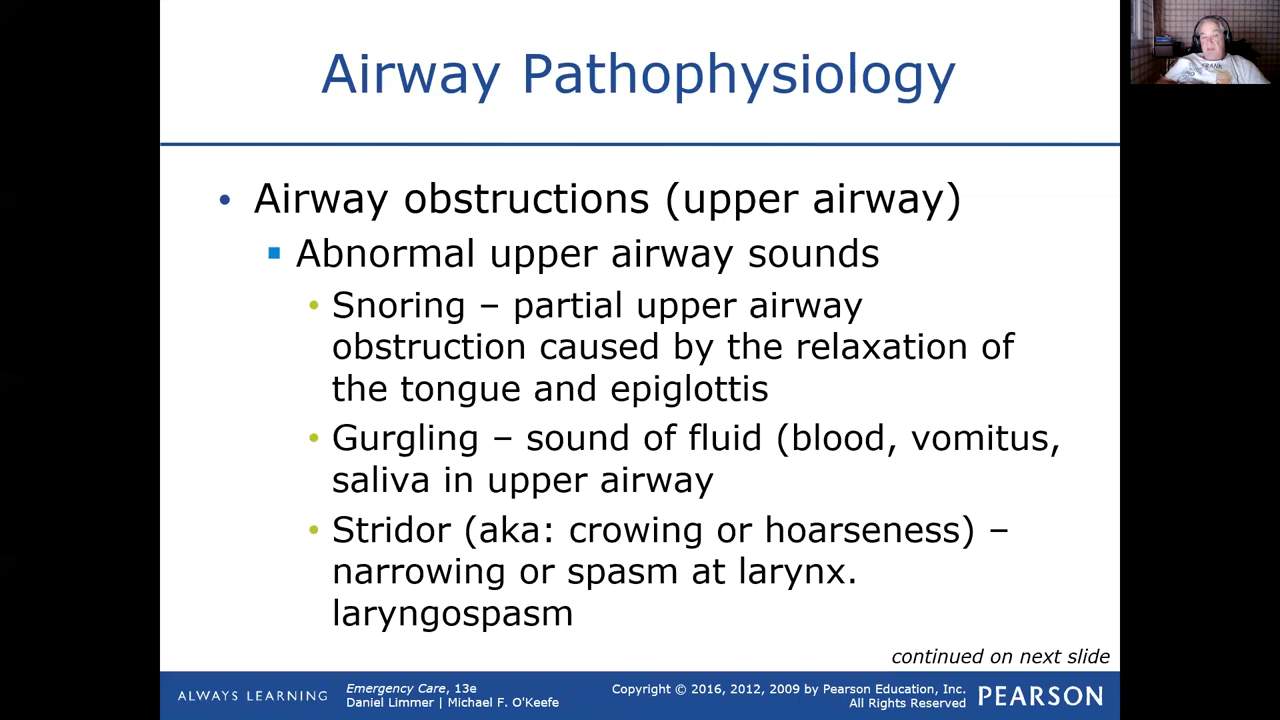 Airway Pathophysiology
• Airway obstructions (upper airway)
▪ Abnormal upper airway sounds
• Snoring – partial upper airway
obstruction caused by the relaxation of
the tongue and epiglottis
• Gurgling – sound of fluid (blood, vomitus,
saliva in upper airway
• Stridor (aka: crowing or hoarseness) –
narrowing or spasm at larynx.
laryngospasm
continued on next slide
ALWAYS LEARNING
Emergency Care, 13e
Daniel Limmer | Michael F. O'Keefe
Copyright © 2016, 2012, 2009 by Pearson Education, Inc.
All Rights Reserved
PEARSON